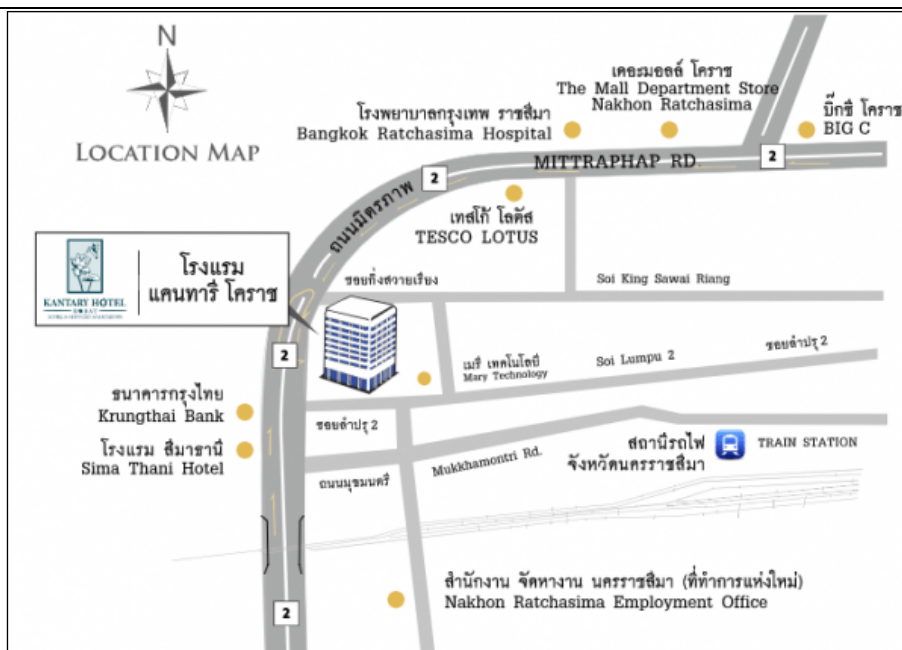 N
LOCATION MAP
เดอะมอลล์ โคราช
The Mall Department Store
Nakhon Ratchasima
โรงพยาบาลกรุงเทพ ราชสีมา
Bangkok Ratchasima Hospital
บิ๊กซี โคราช
BIG C
MITTRAPHAP RD.
2
2
ถนนมิตรภาพ
เทสโก้ โลตัส
TESCO LOTUS
KANTARY HOTEL
KORAT
โรงแรม
แคนทารี โคราช
ซอยกิ่งสวายเรียง
Soi King Sawai Riang
2
เมรี เทคโนโลยี
Mary Technology
Soi Lumpu 2
ซอยลำปรุ 2
ธนาคารกรุงไทย
Krungthai Bank
ซอยลำปรุ 2
โรงแรม สีมาธานี
Sima Thani Hotel
Mukkhamontri Rd.
สถานีรถไฟ
จังหวัดนครราชสีมา
TRAIN STATION
ถนนมุขมนตรี
สำนักงาน จัดหางาน นครราชสีมา (ที่ทำการแห่งใหม่)
Nakhon Ratchasima Employment Office
2